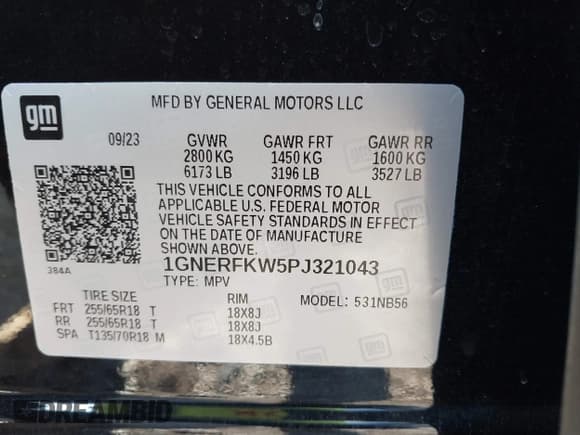 gm
MFD BY GENERAL MOTORS LLC
09/23 GVWR GAWR FRT GAWR RR
2800 KG 1450 KG 1600 KG
6173 LB 3196 LB 3527 LB
THIS VEHICLE CONFORMS TO ALL
APPLICABLE U.S. FEDERAL MOTOR
VEHICLE SAFETY STANDARDS IN EFFECT
ON THE DATE OF MANUFACTURE
SHOWN ABOVE.
384A
1GNERFKW5PJ321043
TYPE: MPV
TIRE SIZE RIM MODEL: 531NB56
FRT 255/65R18 T 18X8J
RR 255/65R18 T 18X8J
SPA T135/70R18 M 18X4.5B
DREAMBID